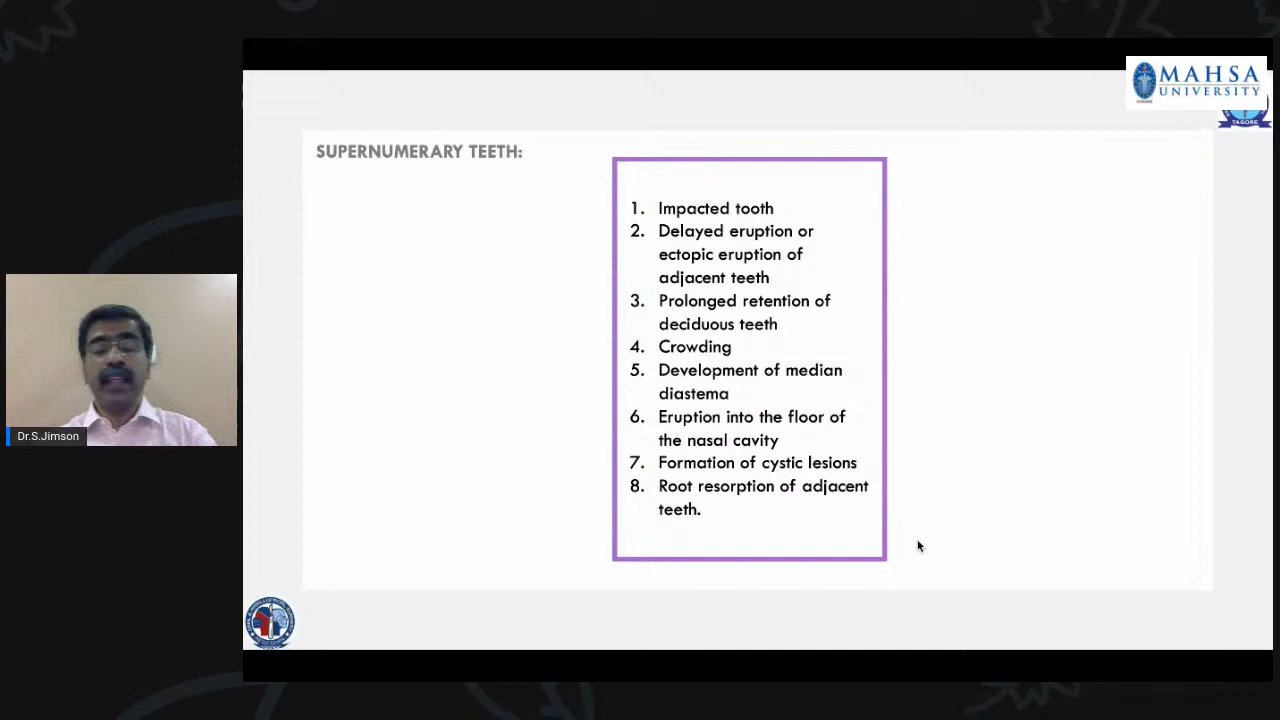 MAHSA
UNIVERSITY
TAGORE
SUPERNUMERARY TEETH:
1. Impacted tooth
2. Delayed eruption or
ectopic eruption of
adjacent teeth
3. Prolonged retention of
deciduous teeth
4. Crowding
5. Development of median
diastema
6. Eruption into the floor of
the nasal cavity
7. Formation of cystic lesions
8. Root resorption of adjacent
teeth.
Dr.S.Jimson